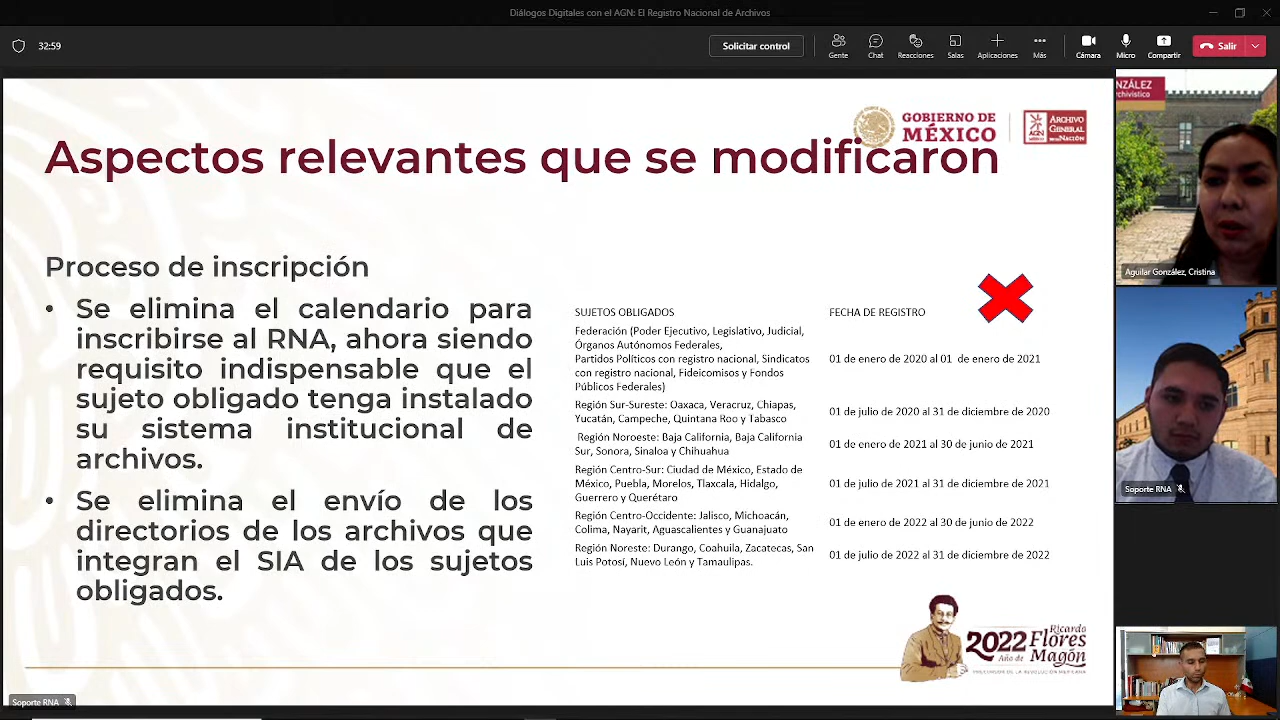 Diálogos Digitales con el AGN: El Registro Nacional de Archivos
32:59
Solicitar control
Gente
Chat
Reacciones
Salas
Aplicaciones
Más
Cámara
Micro
Compartir
Salir
GOBIERNO DE
MÉXICO
AGN
ARCHIVO
GENERAL
DE LA NACIÓN
Aspectos relevantes que se modificaron
Proceso de inscripción
• Se elimina el calendario para
inscribirse al RNA, ahora siendo
requisito indispensable que el
sujeto obligado tenga instalado
su sistema institucional de
archivos.
• Se elimina el envío de los
directorios de los archivos que
integran el SIA de los sujetos
obligados.
SUJETOS OBLIGADOS FECHA DE REGISTRO
Federación (Poder Ejecutivo, Legislativo, Judicial,
Órganos Autónomos Federales,
Partidos Políticos con registro nacional, Sindicatos
con registro nacional, Fideicomisos y Fondos
Públicos Federales)
01 de enero de 2020 al 01 de enero de 2021
Región Sur-Sureste: Oaxaca, Veracruz, Chiapas,
Yucatán, Campeche, Quintana Roo y Tabasco
01 de julio de 2020 al 31 de diciembre de 2020
Región Noroeste: Baja California, Baja California
Sur, Sonora, Sinaloa y Chihuahua
01 de enero de 2021 al 30 de junio de 2021
Región Centro-Sur: Ciudad de México, Estado de
México, Puebla, Morelos, Tlaxcala, Hidalgo,
Guerrero y Querétaro
01 de julio de 2021 al 31 de diciembre de 2021
Región Centro-Occidente: Jalisco, Michoacán,
Colima, Nayarit, Aguascalientes y Guanajuato
01 de enero de 2022 al 30 de junio de 2022
Región Noreste: Durango, Coahuila, Zacatecas, San
Luis Potosí, Nuevo León y Tamaulipas.
01 de julio de 2022 al 31 de diciembre de 2022
2022 Ricardo
Flores
Año de Magón
PRECURSOR DE LA REVOLUCIÓN MEXICANA
Soporte RNA
NZÁLEZ
chivístico
Aguilar González, Cristina
Soporte RNA